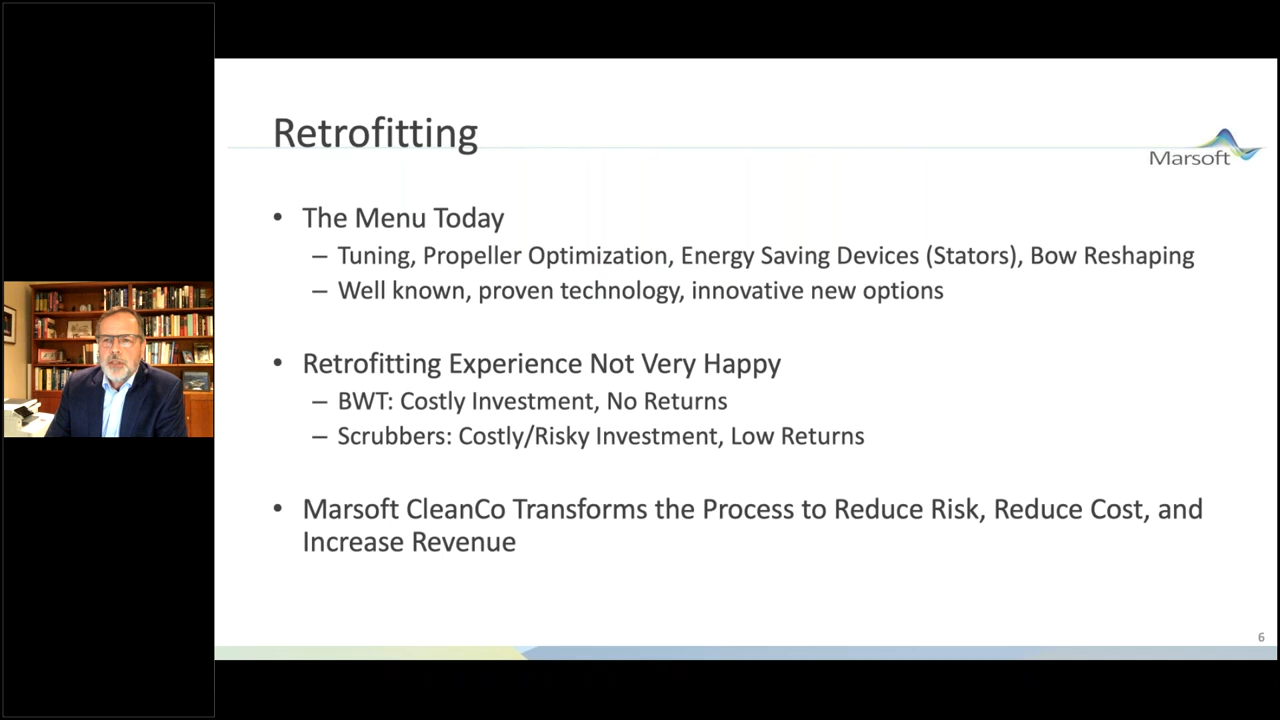 Retrofitting
Marsoft
• The Menu Today
– Tuning, Propeller Optimization, Energy Saving Devices (Stators), Bow Reshaping
– Well known, proven technology, innovative new options
• Retrofitting Experience Not Very Happy
– BWT: Costly Investment, No Returns
– Scrubbers: Costly/Risky Investment, Low Returns
• Marsoft CleanCo Transforms the Process to Reduce Risk, Reduce Cost, and
Increase Revenue
6